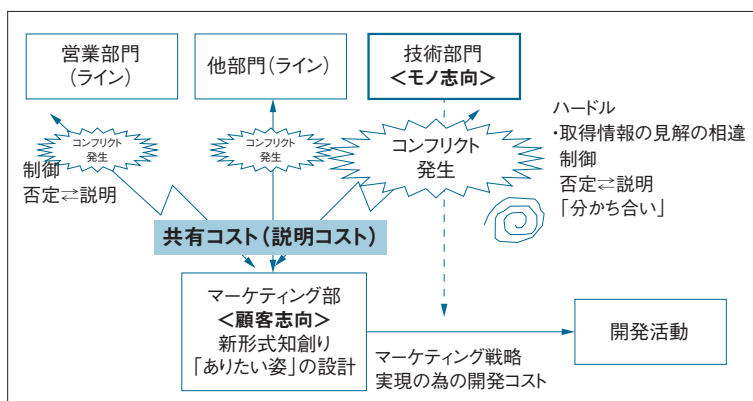 営業部門
(ライン)
他部門(ライン)
技術部門
<モノ志向>
コンフリクト
発生
コンフリクト
発生
コンフリクト
発生
ハードル
・取得情報の見解の相違
制御
否定⇄説明
「分かち合い」
制御
否定⇄説明
共有コスト(説明コスト)
マーケティング部
<顧客志向>
新形式知創り
「ありたい姿」の設計
マーケティング戦略
実現の為の開発コスト
開発活動